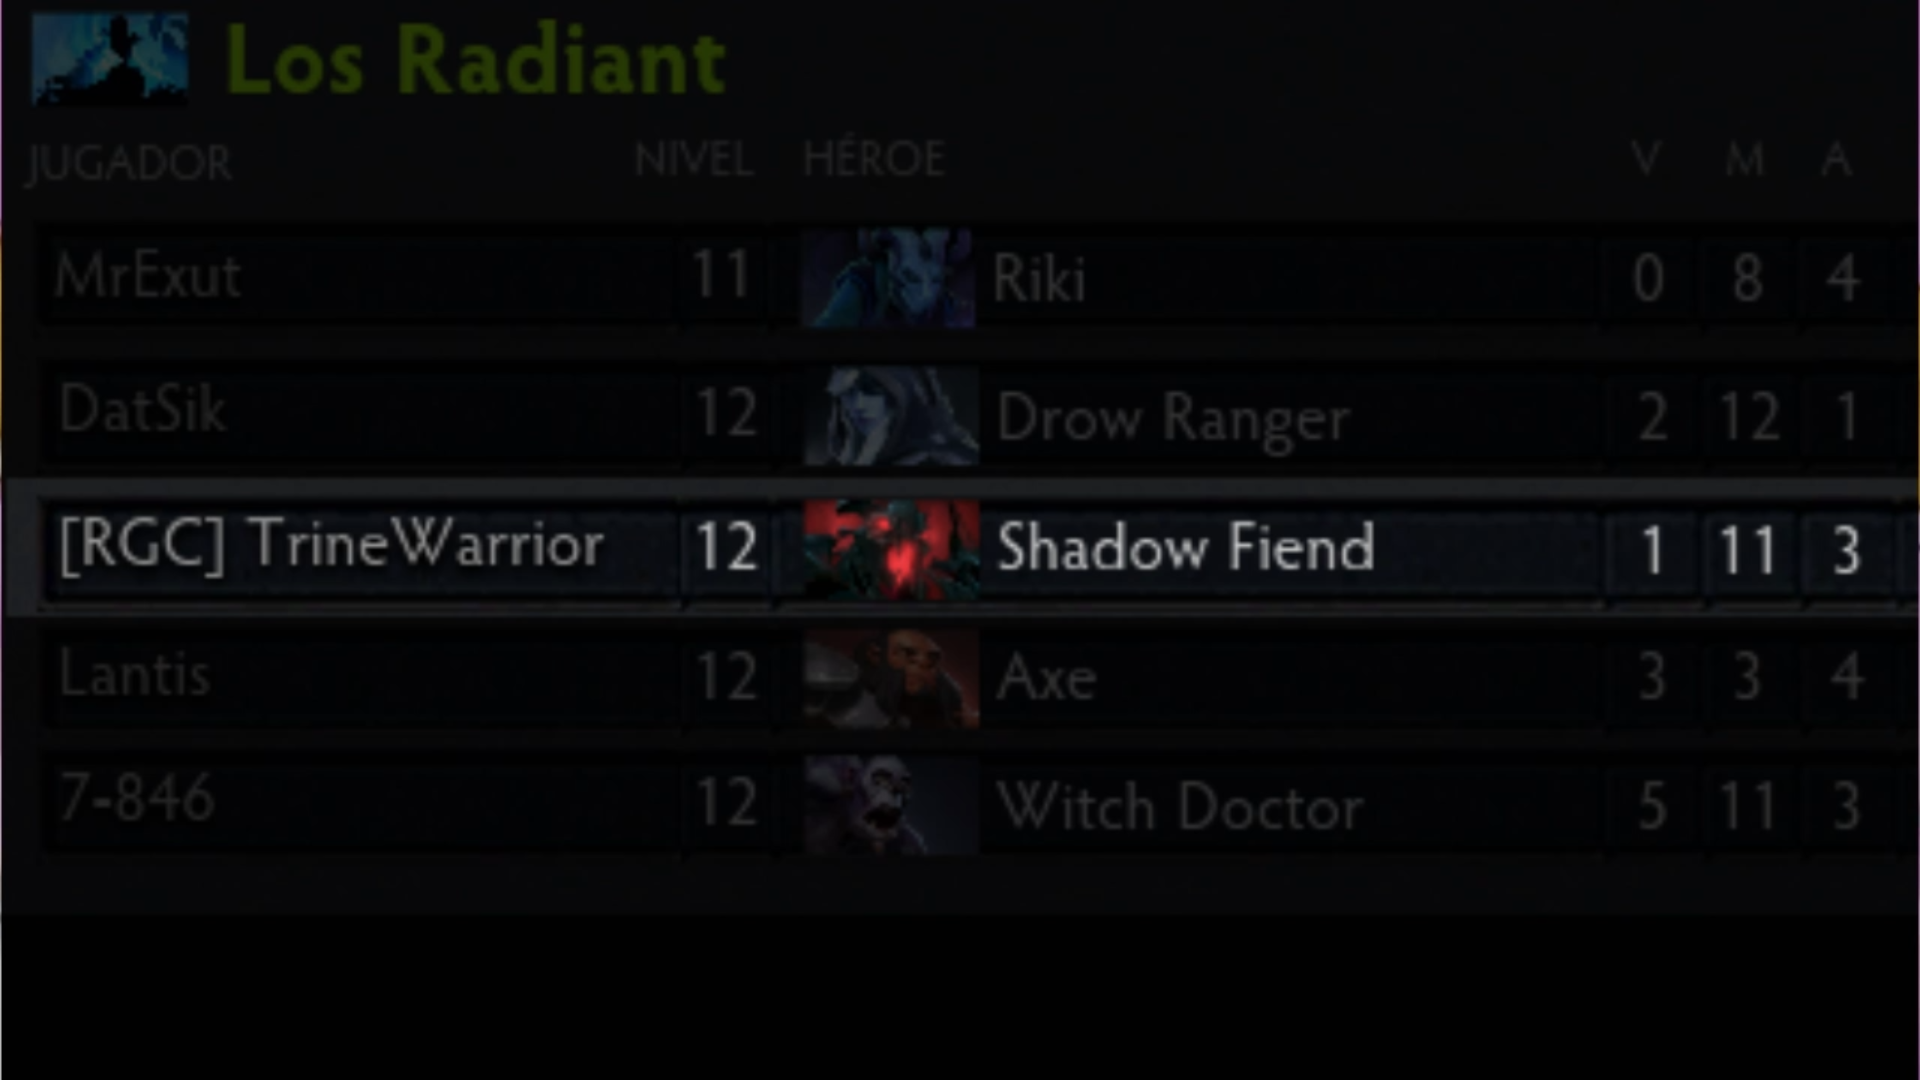 Los Radiant
JUGADOR NIVEL HÉROE V M A
MrExut 11 Riki 0 8 4
DatSik 12 Drow Ranger 2 12 1
[RGC] TrineWarrior 12 Shadow Fiend 1 11 3
Lantis 12 Axe 3 3 4
7-846 12 Witch Doctor 5 11 3